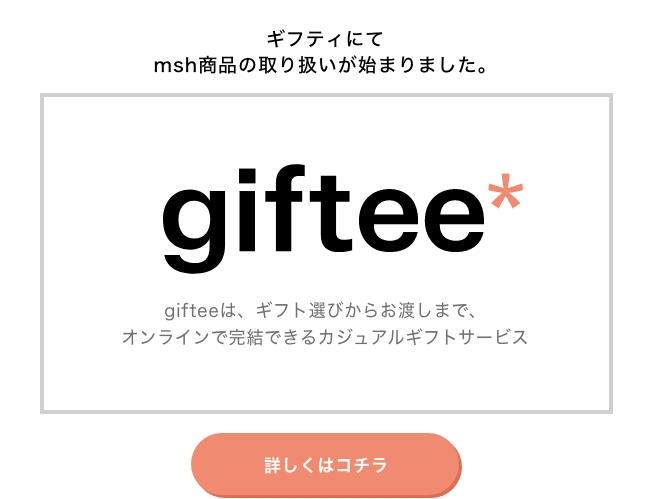 ギフティにて
msh商品の取り扱いが始まりました。
giftee*
gifteeは、ギフト選びからお渡しまで、
オンラインで完結できるカジュアルギフトサービス
詳しくはコチラ